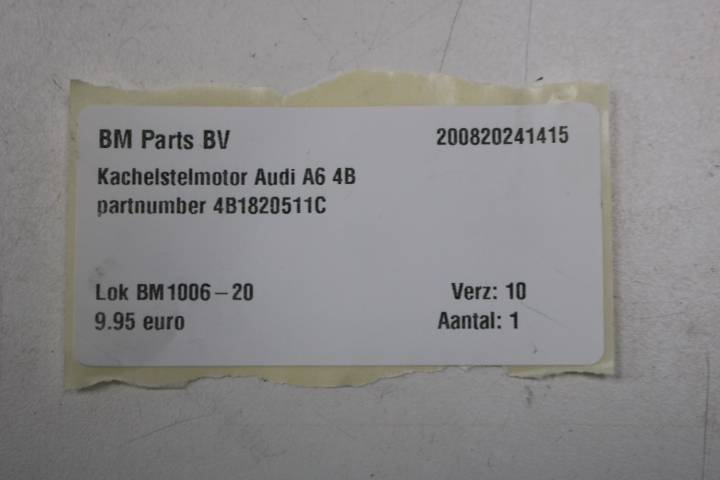 BM Parts BV 200820241415
Kachelstelmotor Audi A6 4B
partnumber 4B1820511C
Lok BM1006-20 Verz: 10
9.95 euro Aantal: 1